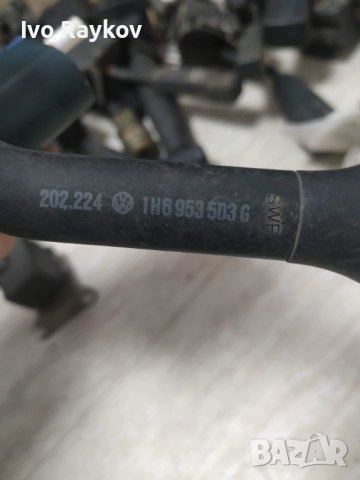 Ivo Raykov
202.224 1H6 953 503 G
SWF
BAZAR